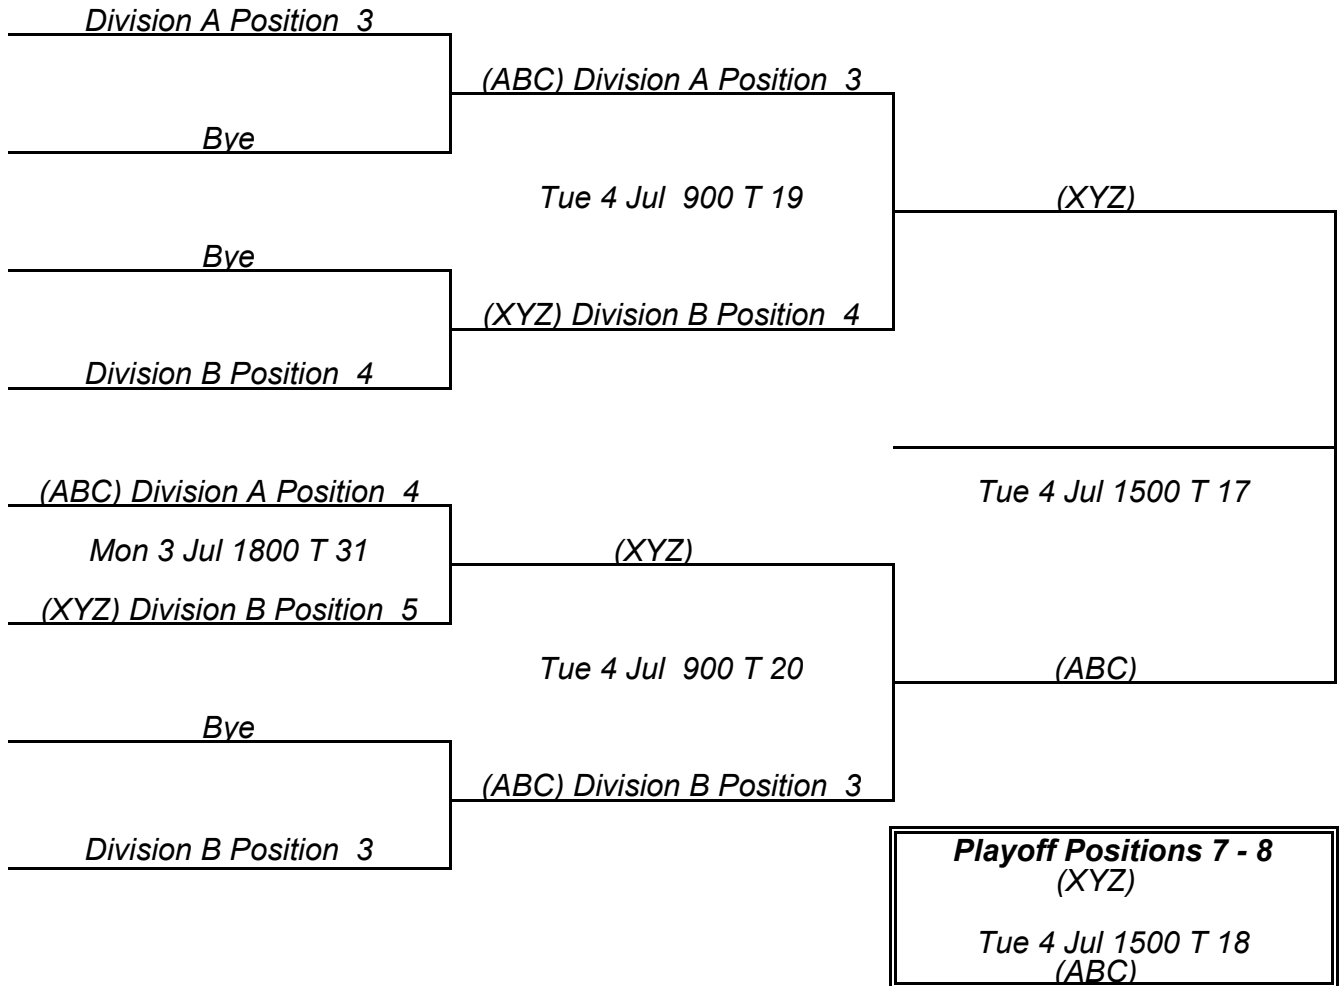 Division A Position 3
(ABC) Division A Position 3
Bye
Tue 4 Jul 900 T 19
(XYZ)
Bye
(XYZ) Division B Position 4
Division B Position 4
(ABC) Division A Position 4
Tue 4 Jul 1500 T 17
Mon 3 Jul 1800 T 31
(XYZ)
(XYZ) Division B Position 5
Tue 4 Jul 900 T 20
(ABC)
Bye
(ABC) Division B Position 3
Division B Position 3
Playoff Positions 7 - 8
(XYZ)
Tue 4 Jul 1500 T 18
(ABC)